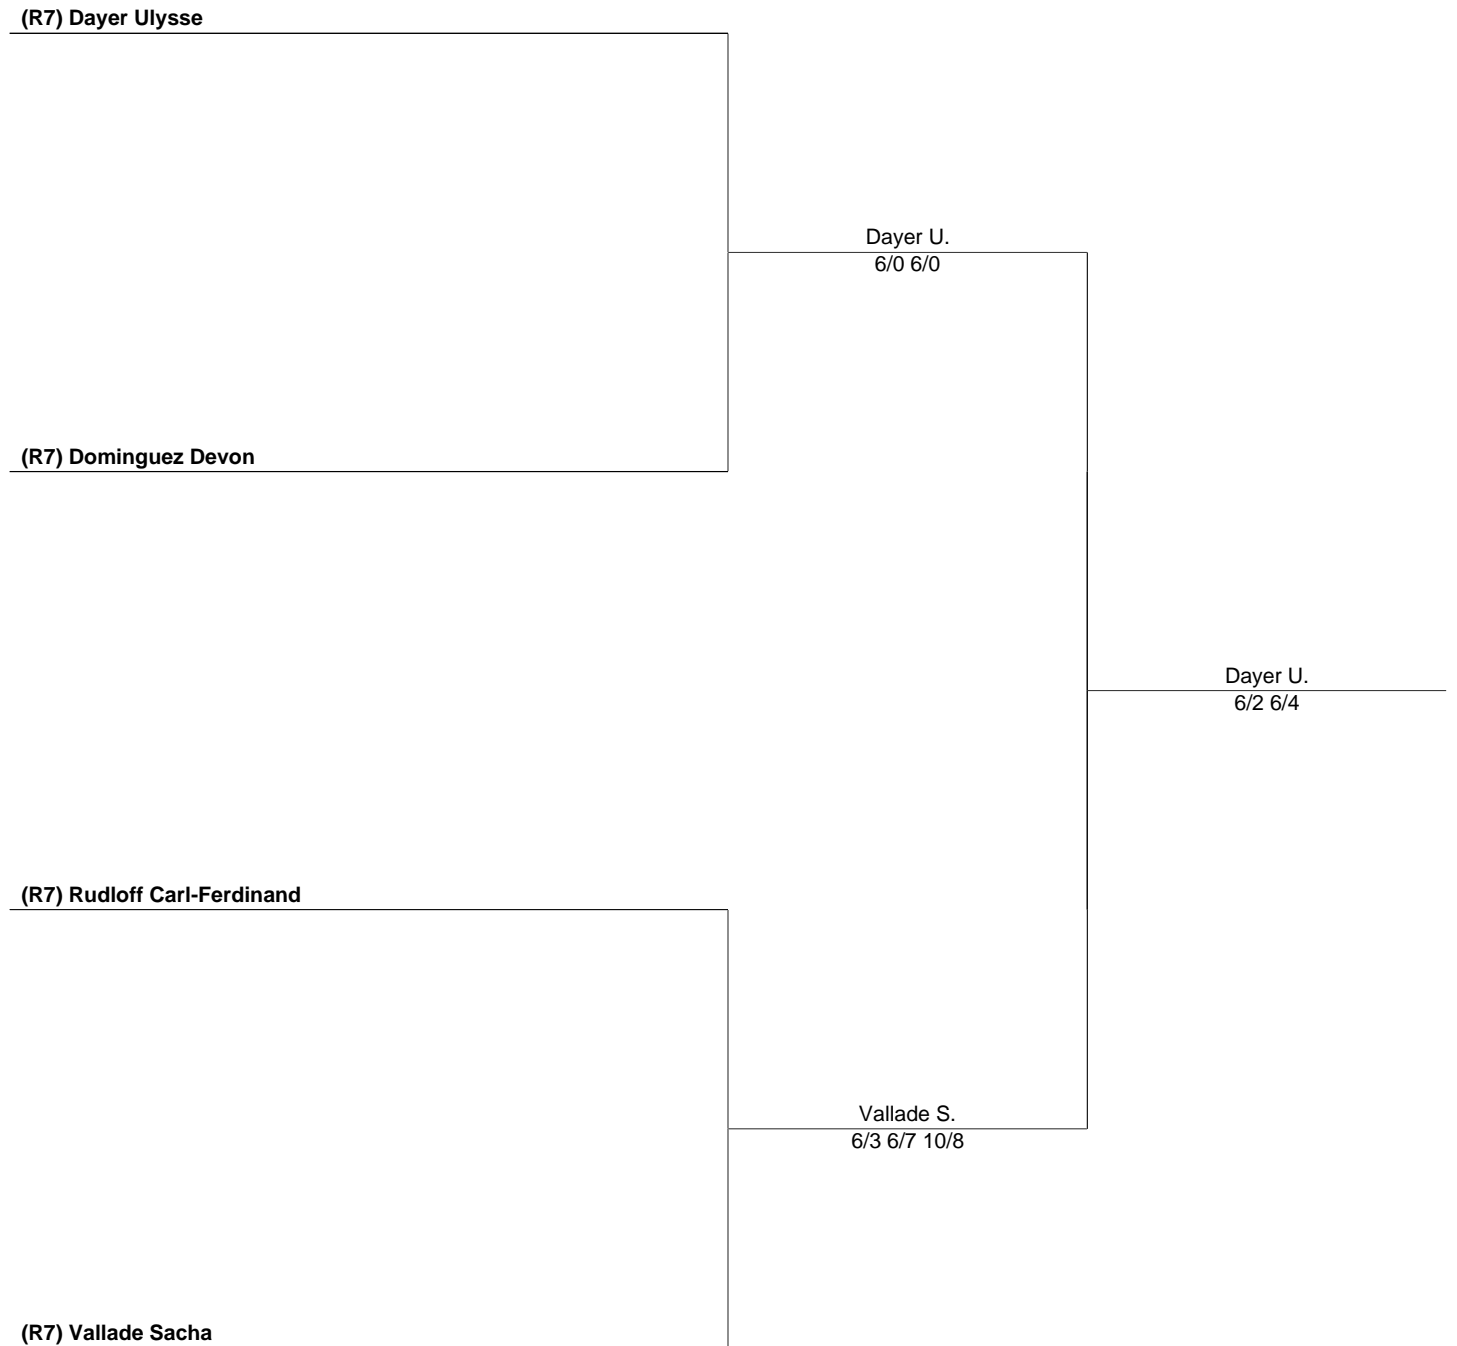 (R7) Dayer Ulysse
Dayer U.
6/0 6/0
(R7) Dominguez Devon
Dayer U.
6/2 6/4
(R7) Rudloff Carl-Ferdinand
Vallade S.
6/3 6/7 10/8
(R7) Vallade Sacha